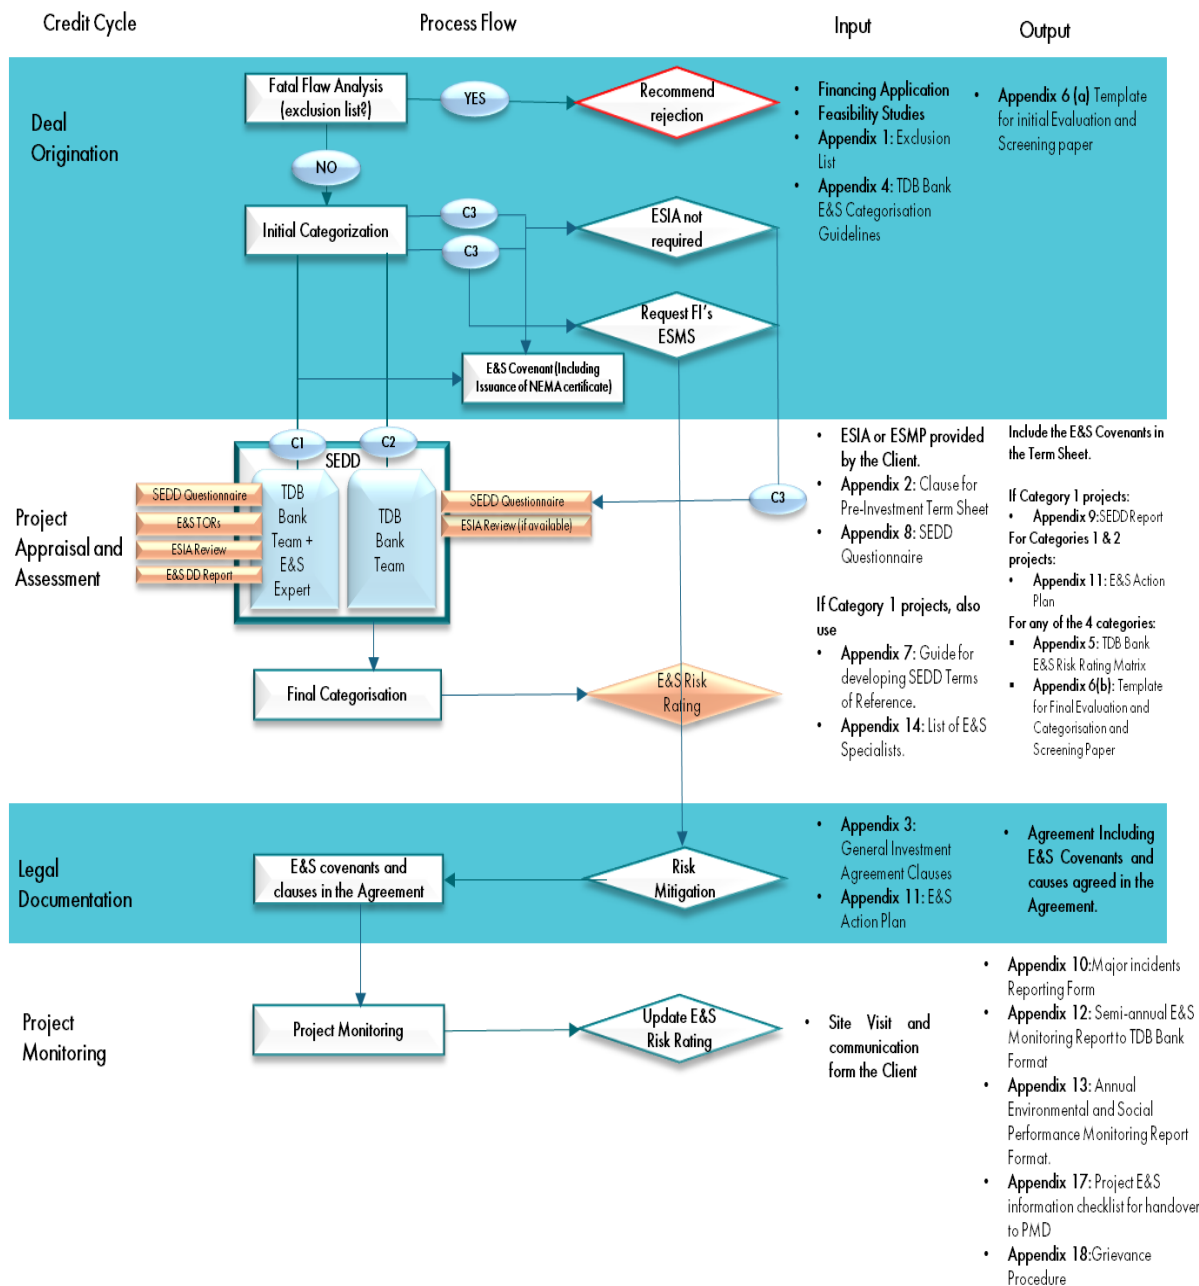 Credit Cycle
Process Flow
Input
Output
Deal
Origination
Fatal Flaw Analysis
(exclusion list?)
YES
Recommend
rejection
NO
Initial Categorization
C3
C3
ESIA not
required
Request FI's
ESMS
E&S Covenant (Including
Issuance of NEMA certificate)
• Financing Application
• Feasibility Studies
• Appendix 1: Exclusion
List
• Appendix 4: TDB Bank
E&S Categorisation
Guidelines
• Appendix 6 (a) Template
for initial Evaluation and
Screening paper
Project
Appraisal and
Assessment
C1
C2
SEDD
SEDD Questionnaire
E&S TORs
ESIA Review
E&S DD Report
TDB
Bank
Team +
E&S
Expert
TDB
Bank
Team
SEDD Questionnaire
ESIA Review (if available)
C3
Final Categorisation
E&S Risk
Rating
• ESIA or ESMP provided
by the Client.
• Appendix 2: Clause for
Pre-Investment Term Sheet
• Appendix 8: SEDD
Questionnaire
If Category 1 projects, also
use
• Appendix 7: Guide for
developing SEDD Terms
of Reference.
• Appendix 14: List of E&S
Specialists.
Include the E&S Covenants in
the Term Sheet.
If Category 1 projects:
• Appendix 9:SEDD Report
For Categories 1 & 2
projects:
• Appendix 11: E&S Action
Plan
For any of the 4 categories:
▪ Appendix 5: TDB Bank
E&S Risk Rating Matrix
▪ Appendix 6(b): Template
for Final Evaluation and
Categorisation and
Screening Paper
Legal
Documentation
E&S covenants and
clauses in the Agreement
Risk
Mitigation
• Appendix 3:
General Investment
Agreement Clauses
• Appendix 11: E&S
Action Plan
• Agreement Including
E&S Covenants and
causes agreed in the
Agreement.
Project
Monitoring
Project Monitoring
Update E&S
Risk Rating
• Site Visit and
communication
form the Client
• Appendix 10:Major incidents
Reporting Form
• Appendix 12: Semi-annual E&S
Monitoring Report to TDB Bank
Format
• Appendix 13: Annual
Environmental and Social
Performance Monitoring Report
Format.
• Appendix 17: Project E&S
information checklist for handover
to PMD
• Appendix 18:Grievance
Procedure